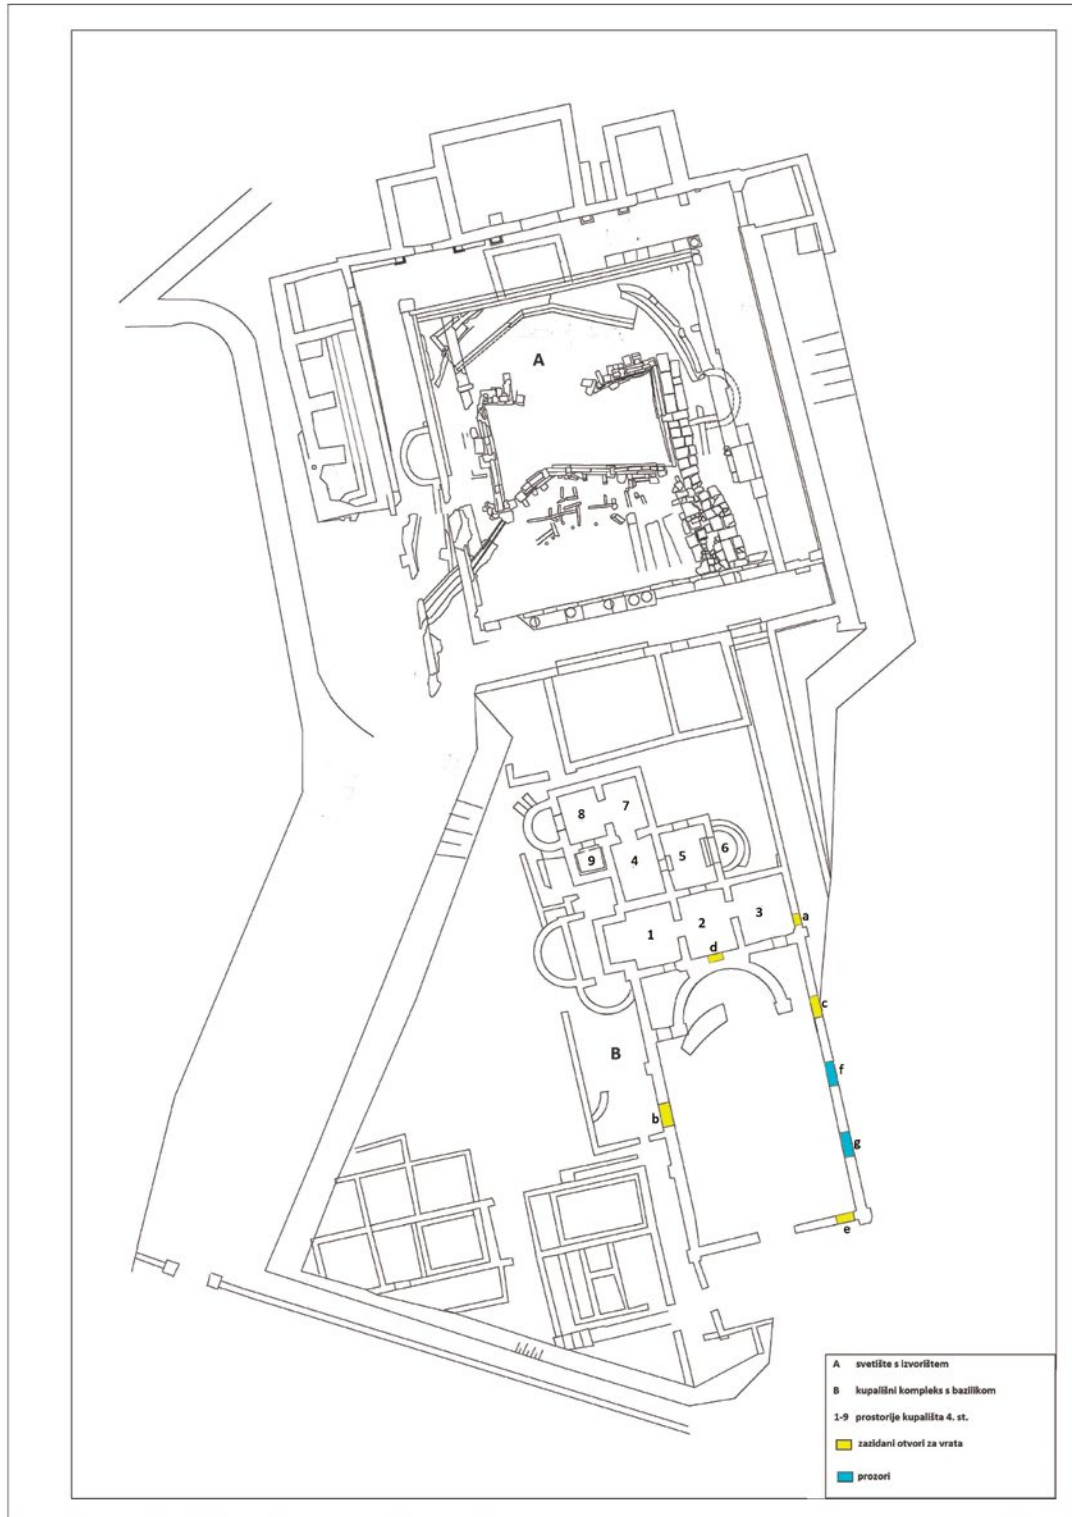 A
7
8
6
5
9
4
3
a
2
1
d
c
B
f
b
g
e
A svetište s izvorištem
B kupališni kompleks s bazilikom
1-9 prostorije kupališta 4. st.
zazidani otvori za vrata
prozori